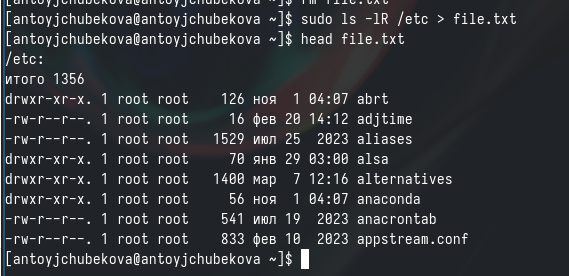 [antoyjchubekova@antoyjchubekova ~]$ rm file.txt
[antoyjchubekova@antoyjchubekova ~]$ sudo ls -lR /etc > file.txt
[antoyjchubekova@antoyjchubekova ~]$ head file.txt
/etc:
итого 1356
drwxr-xr-x. 1 root root    126 ноя  1 04:07 abrt
-rw-r--r--. 1 root root     16 фев 20 14:12 adjtime
-rw-r--r--. 1 root root   1529 июл 25  2023 aliases
drwxr-xr-x. 1 root root     70 янв 29 03:00 alsa
drwxr-xr-x. 1 root root   1400 мар  7 12:16 alternatives
drwxr-xr-x. 1 root root     56 ноя  1 04:07 anaconda
-rw-r--r--. 1 root root    541 июл 19  2023 anacrontab
-rw-r--r--. 1 root root    833 фев 10  2023 appstream.conf
[antoyjchubekova@antoyjchubekova ~]$